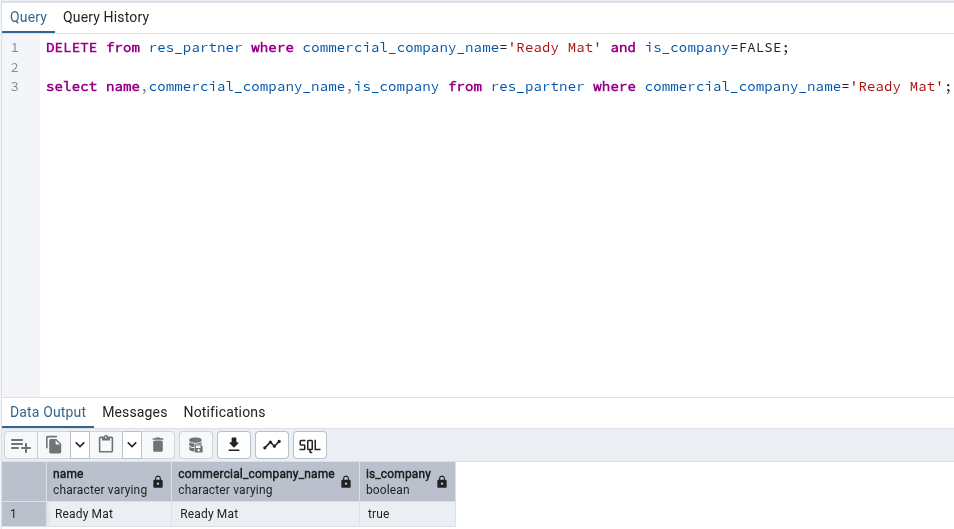 Query Query History
1 DELETE from res_partner where commercial_company_name='Ready Mat' and is_company=FALSE;
2
3 select name,commercial_company_name,is_company from res_partner where commercial_company_name='Ready Mat';
Data Output Messages Notifications
SQL
name commercial_company_name is_company
character varying character varying boolean
1 Ready Mat Ready Mat true